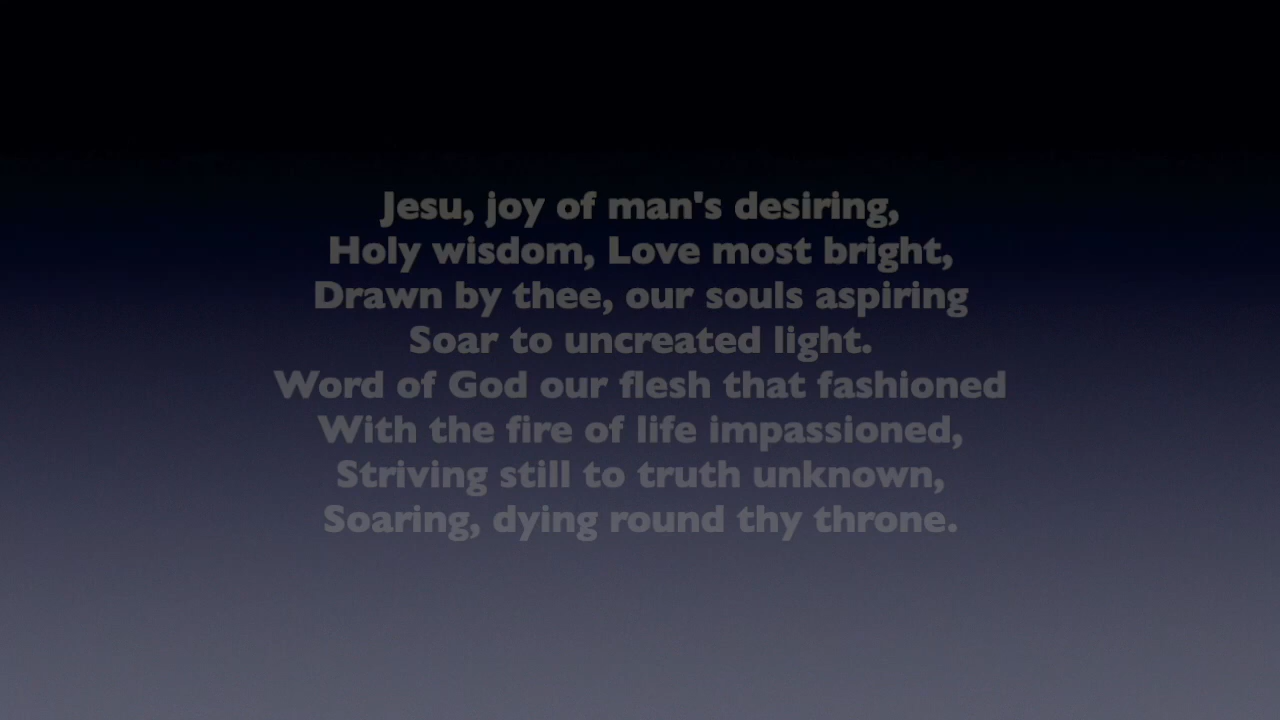 Jesu, joy of man's desiring,
Holy wisdom, Love most bright,
Drawn by thee, our souls aspiring
Soar to uncreated light.
Word of God our flesh that fashioned
With the fire of life impassioned,
Striving still to truth unknown,
Soaring, dying round thy throne.